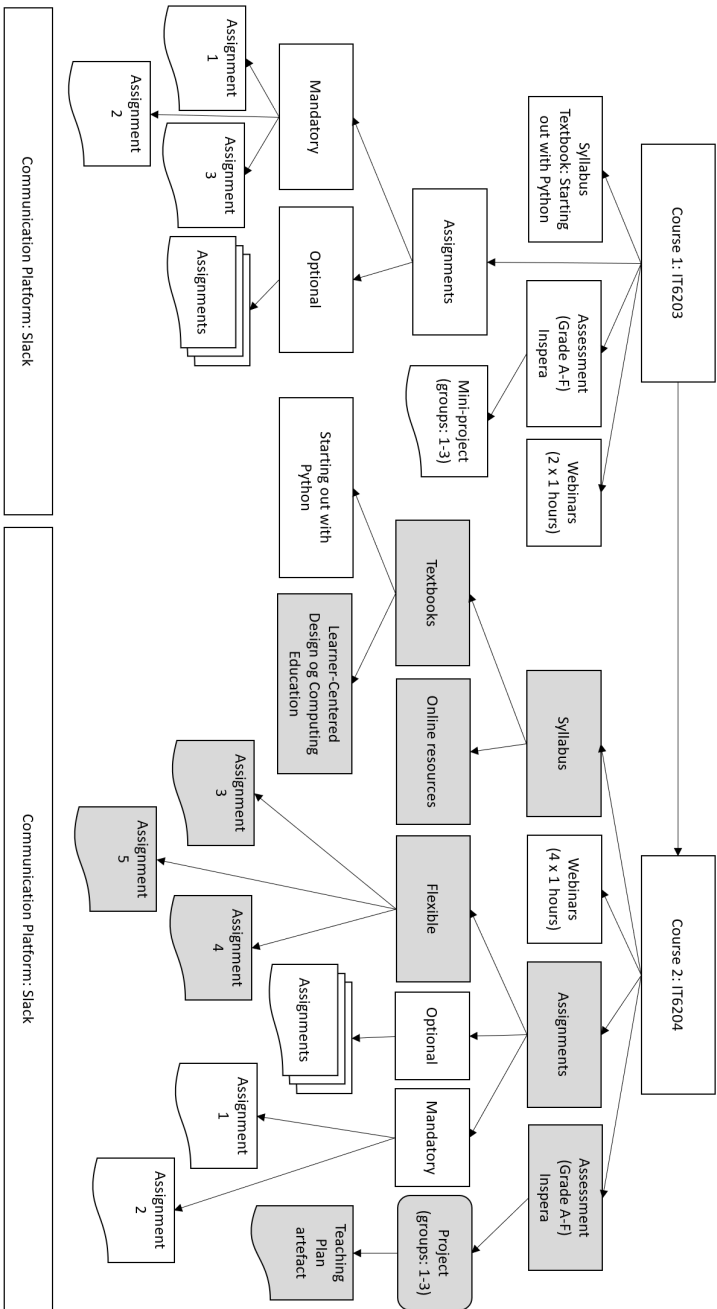 Course 1: IT6203
Syllabus
Textbook: Starting
out with Python
Assignments
Assessment
(Grade A-F)
Inspera
Webinars
(2 x 1 hours)
Mandatory
Optional
Mini-project
(groups: 1-3)
Assignment
1
Assignment
2
Assignment
3
Assignments
Communication Platform: Slack
Course 2: IT6204
Syllabus
Webinars
(4 x 1 hours)
Assignments
Assessment
(Grade A-F)
Inspera
Textbooks
Online resources
Flexible
Optional
Mandatory
Project
(groups: 1-3)
Starting out with
Python
Learner-Centered
Design og Computing
Education
Assignment
3
Assignment
5
Assignment
4
Assignments
Assignment
1
Assignment
2
Teaching
Plan
artefact
Communication Platform: Slack